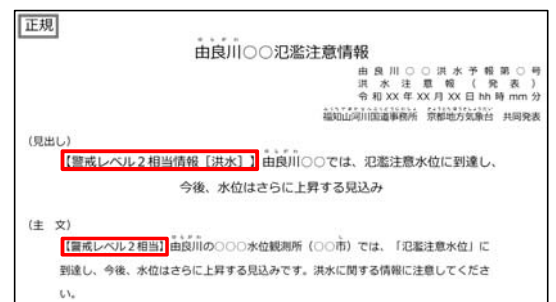 正規
由良川○○氾濫注意情報
由良川○○洪水予報第○号
洪水注意報(発表)
令和XX年XX月XX日hh時mm分
福知山河川国道事務所 京都地方気象台 共同発表
(見出し)
【警戒レベル2相当情報[洪水]】由良川○○では、氾濫注意水位に到達し、
今後、水位はさらに上昇する見込み
(主 文)
【警戒レベル2相当】由良川の○○○水位観測所(○○市)では、「氾濫注意水位」に
到達し、今後、水位はさらに上昇する見込みです。洪水に関する情報に注意してくださ
い。